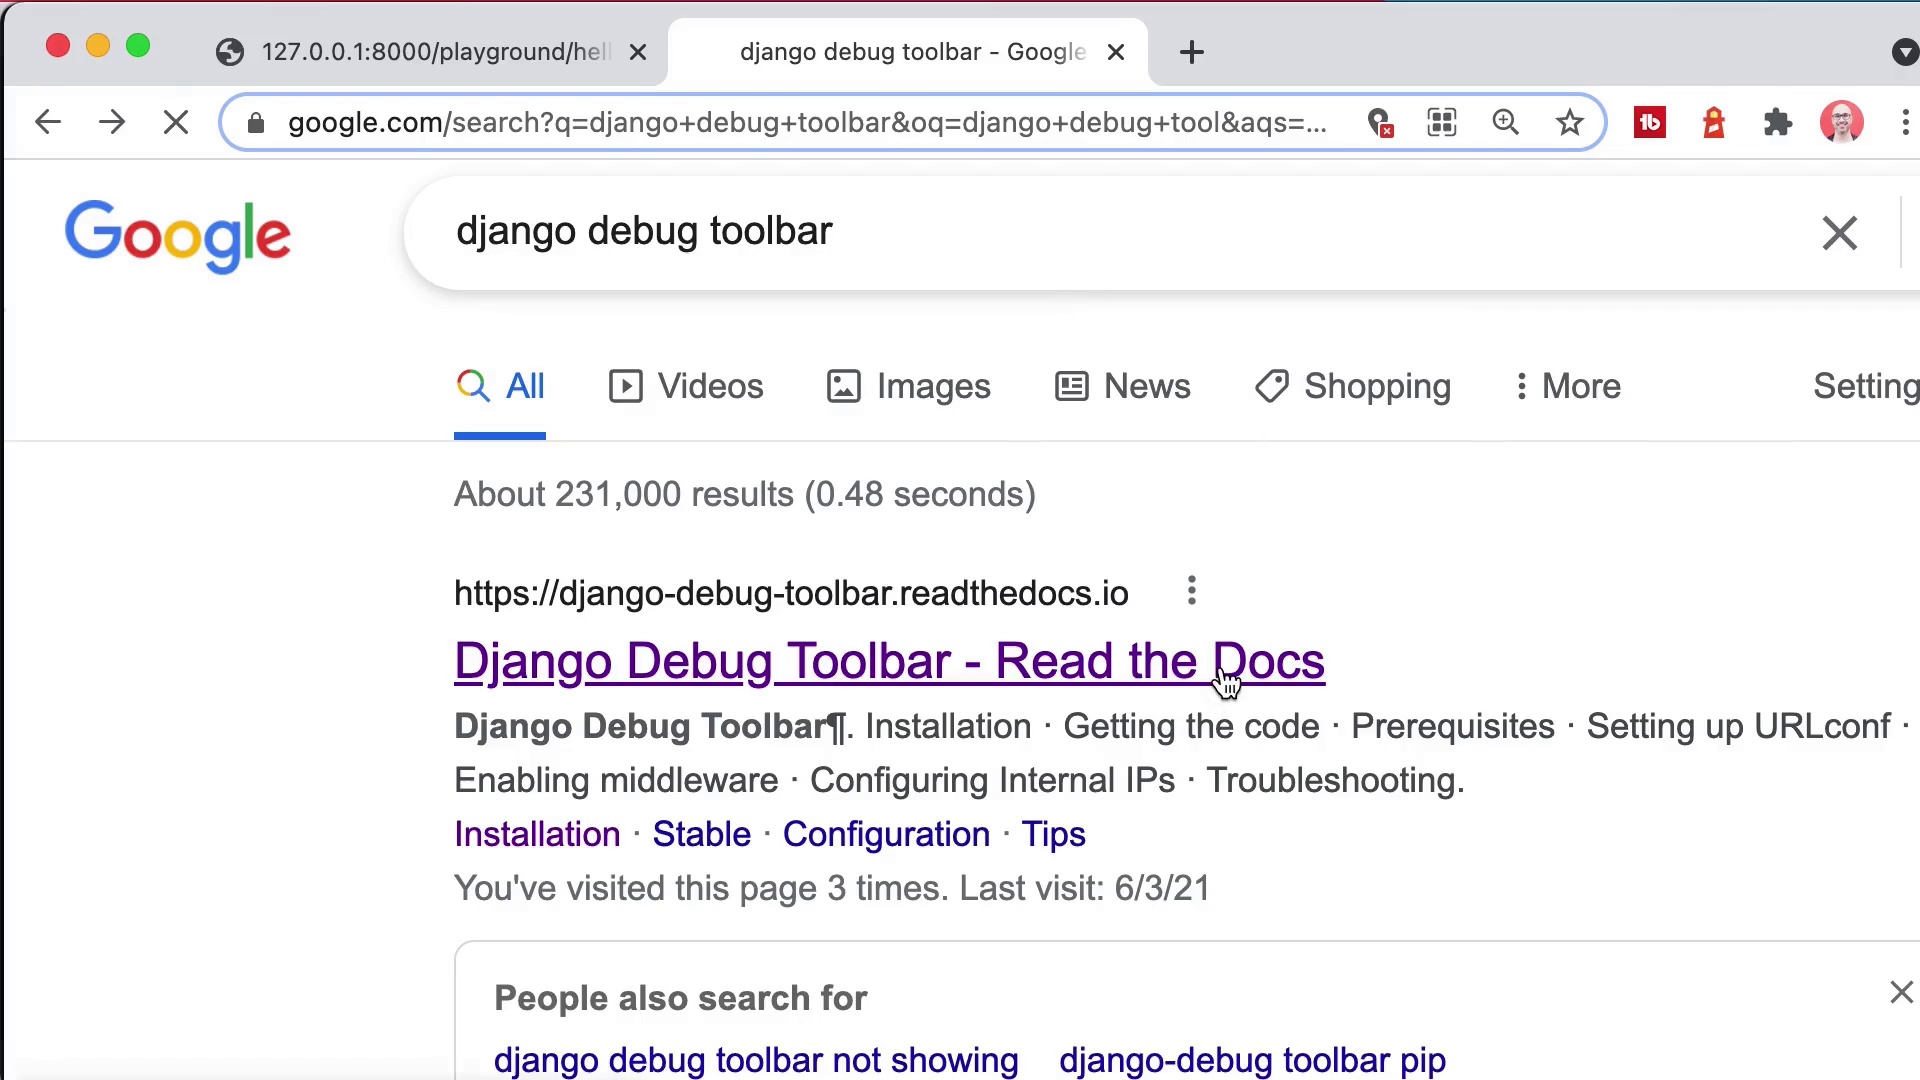 127.0.0.1:8000/playground/hell
django debug toolbar - Google
google.com/search?q=django+debug+toolbar&oq=django+debug+tool&aqs=...
tb
Google
django debug toolbar
All
Videos
Images
News
Shopping
More
Setting
About 231,000 results (0.48 seconds)
https://django-debug-toolbar.readthedocs.io
Django Debug Toolbar - Read the Docs
Django Debug Toolbar¶. Installation · Getting the code · Prerequisites · Setting up URLconf ·
Enabling middleware · Configuring Internal IPs · Troubleshooting.
Installation · Stable · Configuration · Tips
You've visited this page 3 times. Last visit: 6/3/21
People also search for
django debug toolbar not showing
django-debug toolbar pip